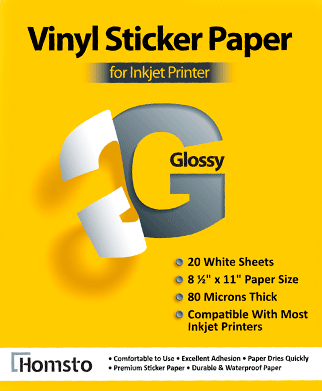 Vinyl Sticker Paper
for Inkjet Printer
G
Glossy
20 White Sheets
8 ½" x 11" Paper Size
80 Microns Thick
Compatible With Most
Inkjet Printers
Homsto
• Comfortable to Use • Excellent Adhesion • Paper Dries Quickly
• Premium Sticker Paper • Durable & Waterproof Paper